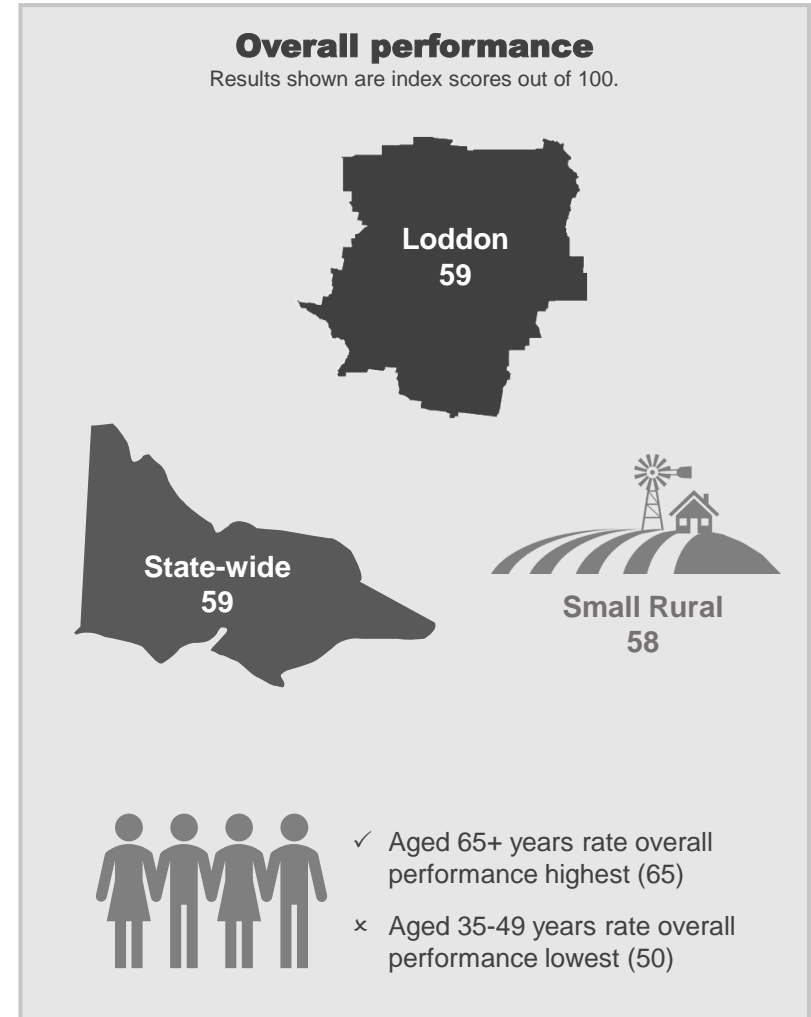 Overall performance
Results shown are index scores out of 100.
Loddon
59
State-wide
59
Small Rural
58
✓ Aged 65+ years rate overall
performance highest (65)
× Aged 35-49 years rate overall
performance lowest (50)